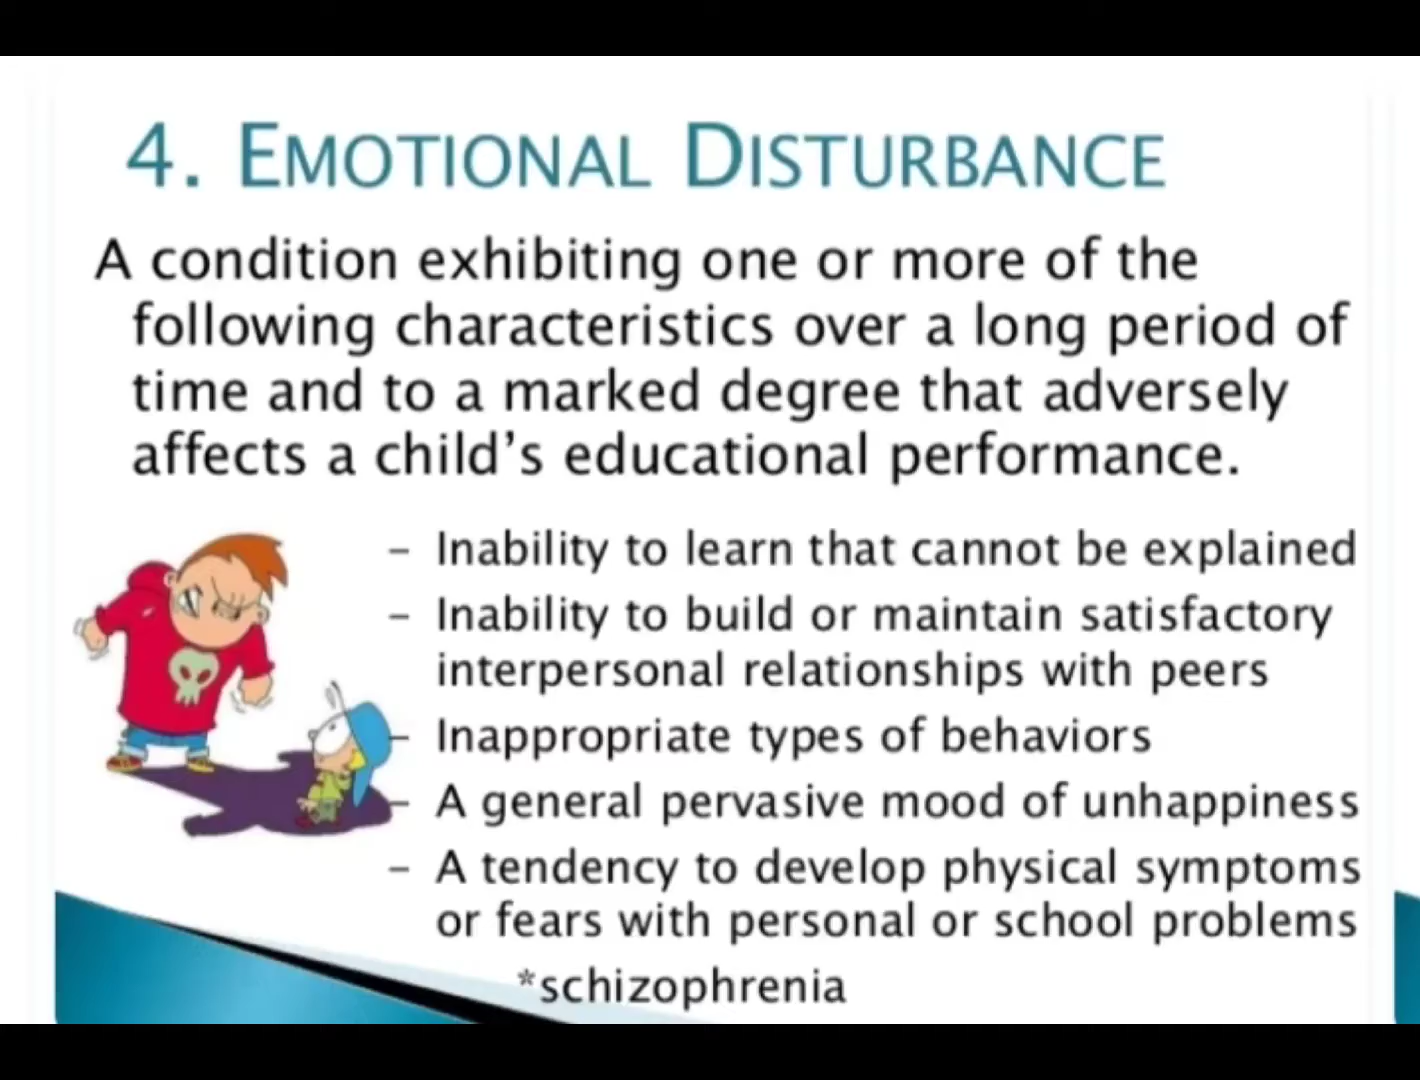 4. EMOTIONAL DISTURBANCE
A condition exhibiting one or more of the
following characteristics over a long period of
time and to a marked degree that adversely
affects a child’s educational performance.
– Inability to learn that cannot be explained
– Inability to build or maintain satisfactory
interpersonal relationships with peers
– Inappropriate types of behaviors
– A general pervasive mood of unhappiness
– A tendency to develop physical symptoms
or fears with personal or school problems
*schizophrenia